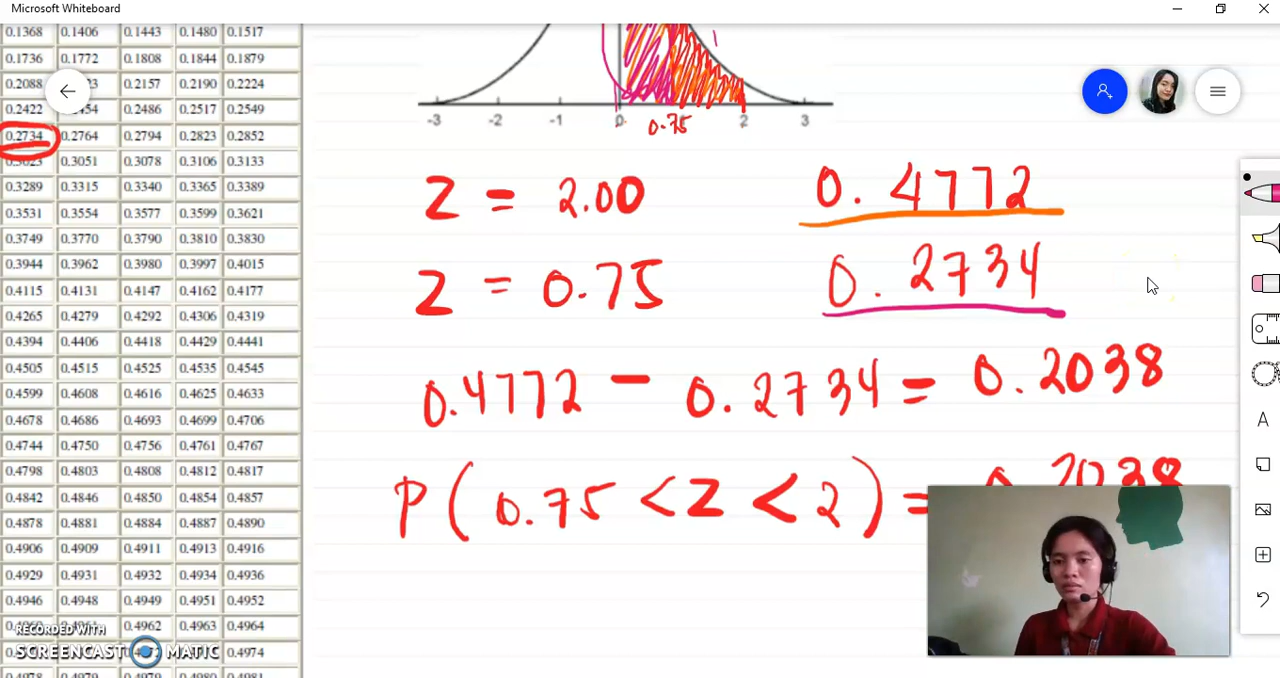 Microsoft Whiteboard
0.1368 0.1406 0.1443 0.1480 0.1517
0.1736 0.1772 0.1808 0.1844 0.1879
0.2088 0.2157 0.2190 0.2224
0.2422 0.2486 0.2517 0.2549
0.2734 0.2764 0.2794 0.2823 0.2852
0.3051 0.3078 0.3106 0.3133
0.3289 0.3315 0.3340 0.3365 0.3389
0.3531 0.3554 0.3577 0.3599 0.3621
0.3749 0.3770 0.3790 0.3810 0.3830
0.3944 0.3962 0.3980 0.3997 0.4015
0.4115 0.4131 0.4147 0.4162 0.4177
0.4265 0.4279 0.4292 0.4306 0.4319
0.4394 0.4406 0.4418 0.4429 0.4441
0.4505 0.4515 0.4525 0.4535 0.4545
0.4599 0.4608 0.4616 0.4625 0.4633
0.4678 0.4686 0.4693 0.4699 0.4706
0.4744 0.4750 0.4756 0.4761 0.4767
0.4798 0.4803 0.4808 0.4812 0.4817
0.4842 0.4846 0.4850 0.4854 0.4857
0.4878 0.4881 0.4884 0.4887 0.4890
0.4906 0.4909 0.4911 0.4913 0.4916
0.4929 0.4931 0.4932 0.4934 0.4936
0.4946 0.4948 0.4949 0.4951 0.4952
0.4962 0.4963 0.4964
0.4974
RECORDED WITH
SCREENCAST MATIC
-3 -2 -1 0 2 3
0.75
Z = 2.00 0.4772
Z = 0.75 0.2734
0.4772 - 0.2734 = 0.2038
P(0.75 < Z < 2) = 0.2038
A